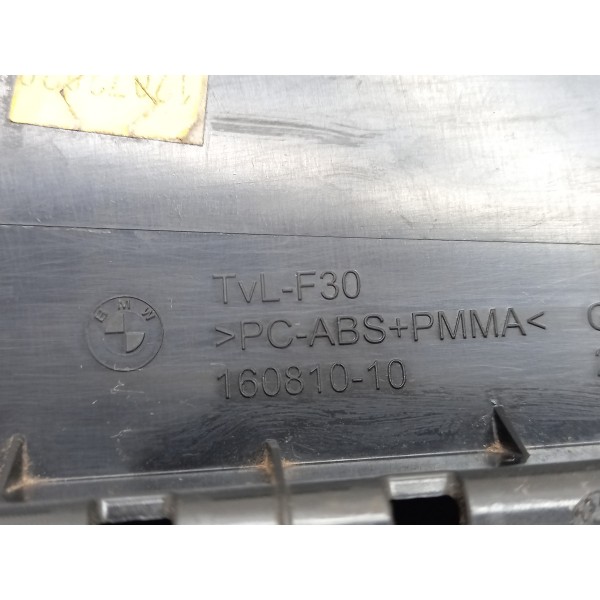 BMW
TvL-F30
>PC-ABS+PMMA<
160810-10